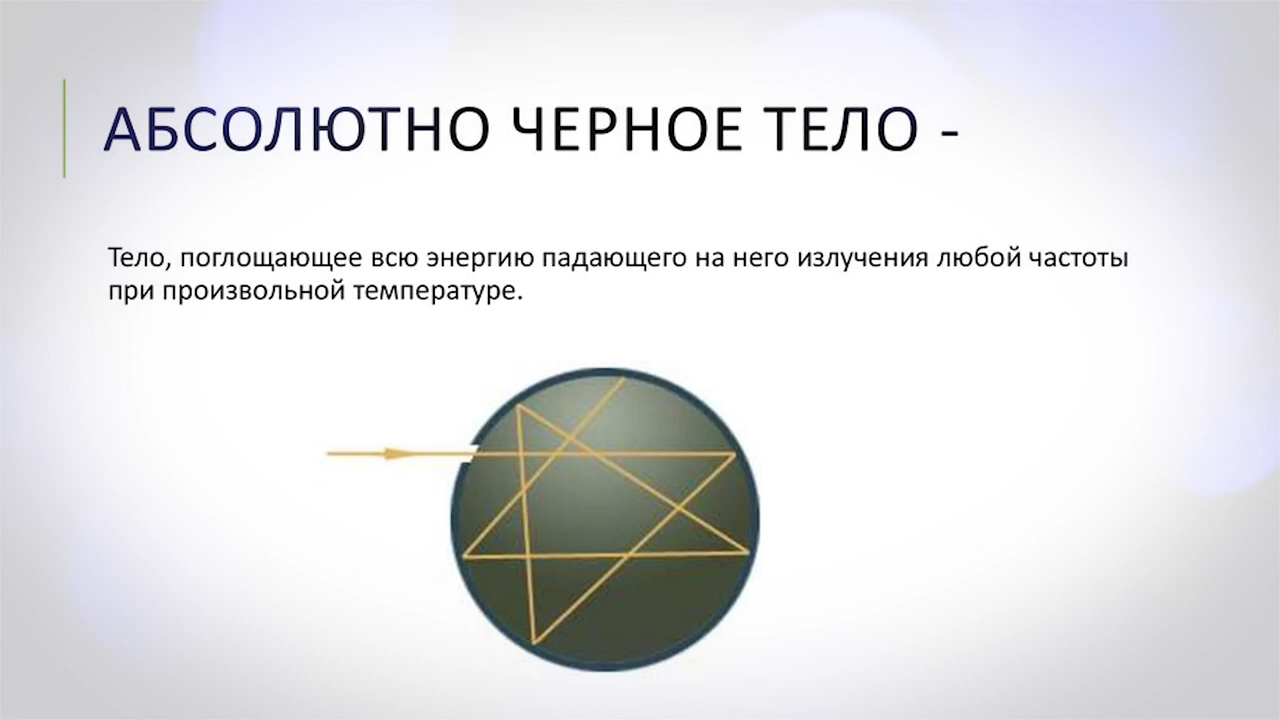 АБСОЛЮТНО ЧЕРНОЕ ТЕЛО -
Тело, поглощающее всю энергию падающего на него излучения любой частоты
при произвольной температуре.